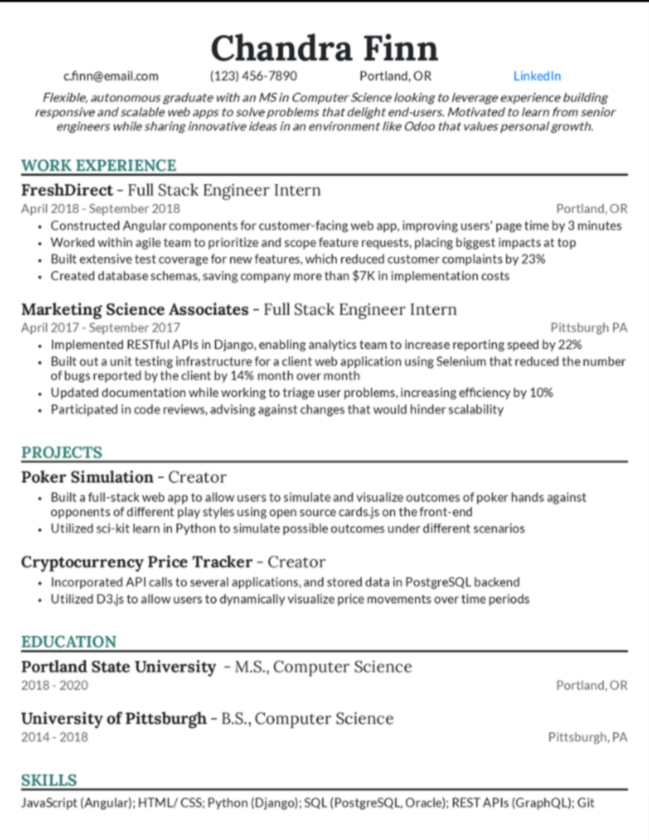 Chandra Finn
c.finn@email.com (123) 456-7890 Portland, OR LinkedIn
Flexible, autonomous graduate with an MS in Computer Science looking to leverage experience building
responsive and scalable web apps to solve problems that delight end-users. Motivated to learn from senior
engineers while sharing innovative ideas in an environment like Odoo that values personal growth.
WORK EXPERIENCE
FreshDirect - Full Stack Engineer Intern
April 2018 - September 2018 Portland, OR
• Constructed Angular components for customer-facing web app, improving users' page time by 3 minutes
• Worked within agile team to prioritize and scope feature requests, placing biggest impacts at top
• Built extensive test coverage for new features, which reduced customer complaints by 23%
• Created database schemas, saving company more than $7K in implementation costs
Marketing Science Associates - Full Stack Engineer Intern
April 2017 - September 2017 Pittsburgh PA
• Implemented RESTful APIs in Django, enabling analytics team to increase reporting speed by 22%
• Built out a unit testing infrastructure for a client web application using Selenium that reduced the number
of bugs reported by the client by 14% month over month
• Updated documentation while working to triage user problems, increasing efficiency by 10%
• Participated in code reviews, advising against changes that would hinder scalability
PROJECTS
Poker Simulation - Creator
• Built a full-stack web app to allow users to simulate and visualize outcomes of poker hands against
opponents of different play styles using open source cards.js on the front-end
• Utilized sci-kit learn in Python to simulate possible outcomes under different scenarios
Cryptocurrency Price Tracker - Creator
• Incorporated API calls to several applications, and stored data in PostgreSQL backend
• Utilized D3.js to allow users to dynamically visualize price movements over time periods
EDUCATION
Portland State University - M.S., Computer Science
2018 - 2020 Portland, OR
University of Pittsburgh - B.S., Computer Science
2014 - 2018 Pittsburgh, PA
SKILLS
JavaScript (Angular); HTML/ CSS; Python (Django); SQL (PostgreSQL, Oracle); REST APIs (GraphQL); Git